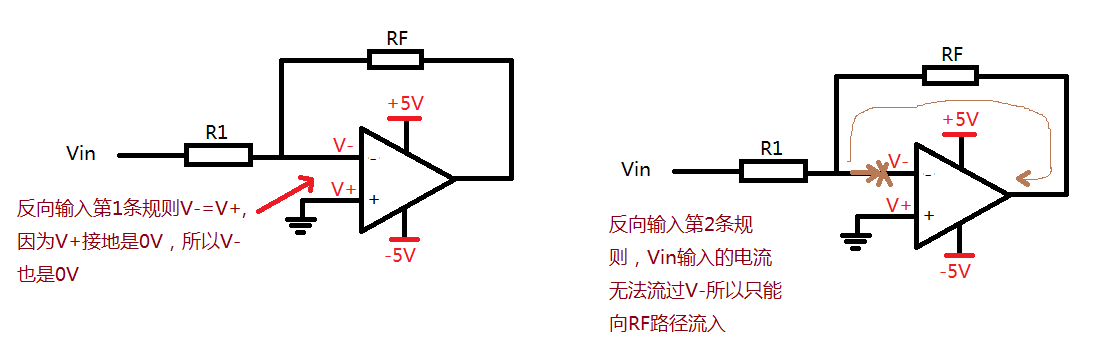 RF
+5V
R1
Vin
V-
-
V+
+
反向输入第1条规则V-=V+,
因为V+接地是0V，所以V-
也是0V
-5V
RF
+5V
R1
Vin
V-
-
V+
+
反向输入第2条规
则，Vin输入的电流
无法流过V-所以只能
向RF路径流入
-5V